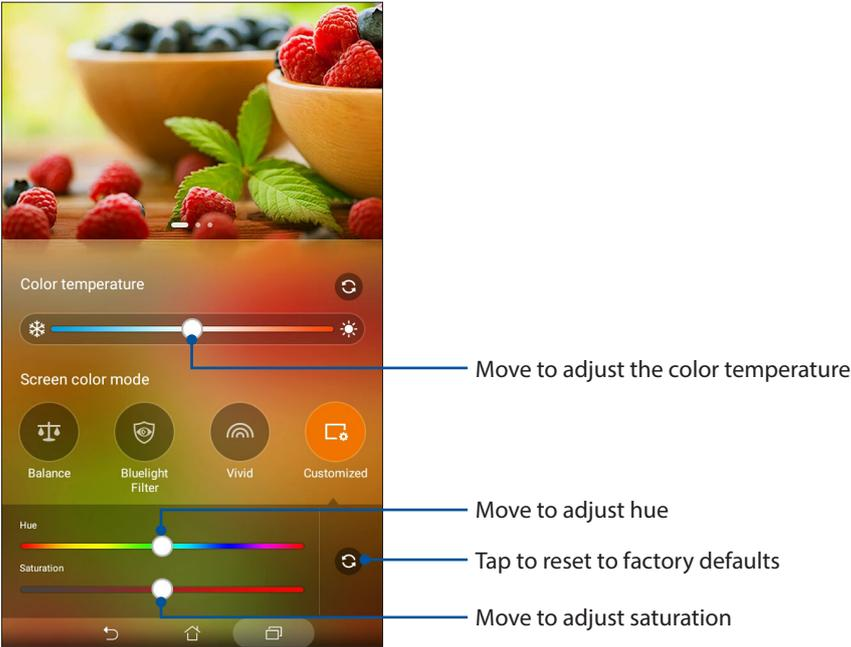 Color temperature
Move to adjust the color temperature
Screen color mode
Balance
Bluelight
Filter
Vivid
Customized
Move to adjust hue
Hue
Tap to reset to factory defaults
Saturation
Move to adjust saturation